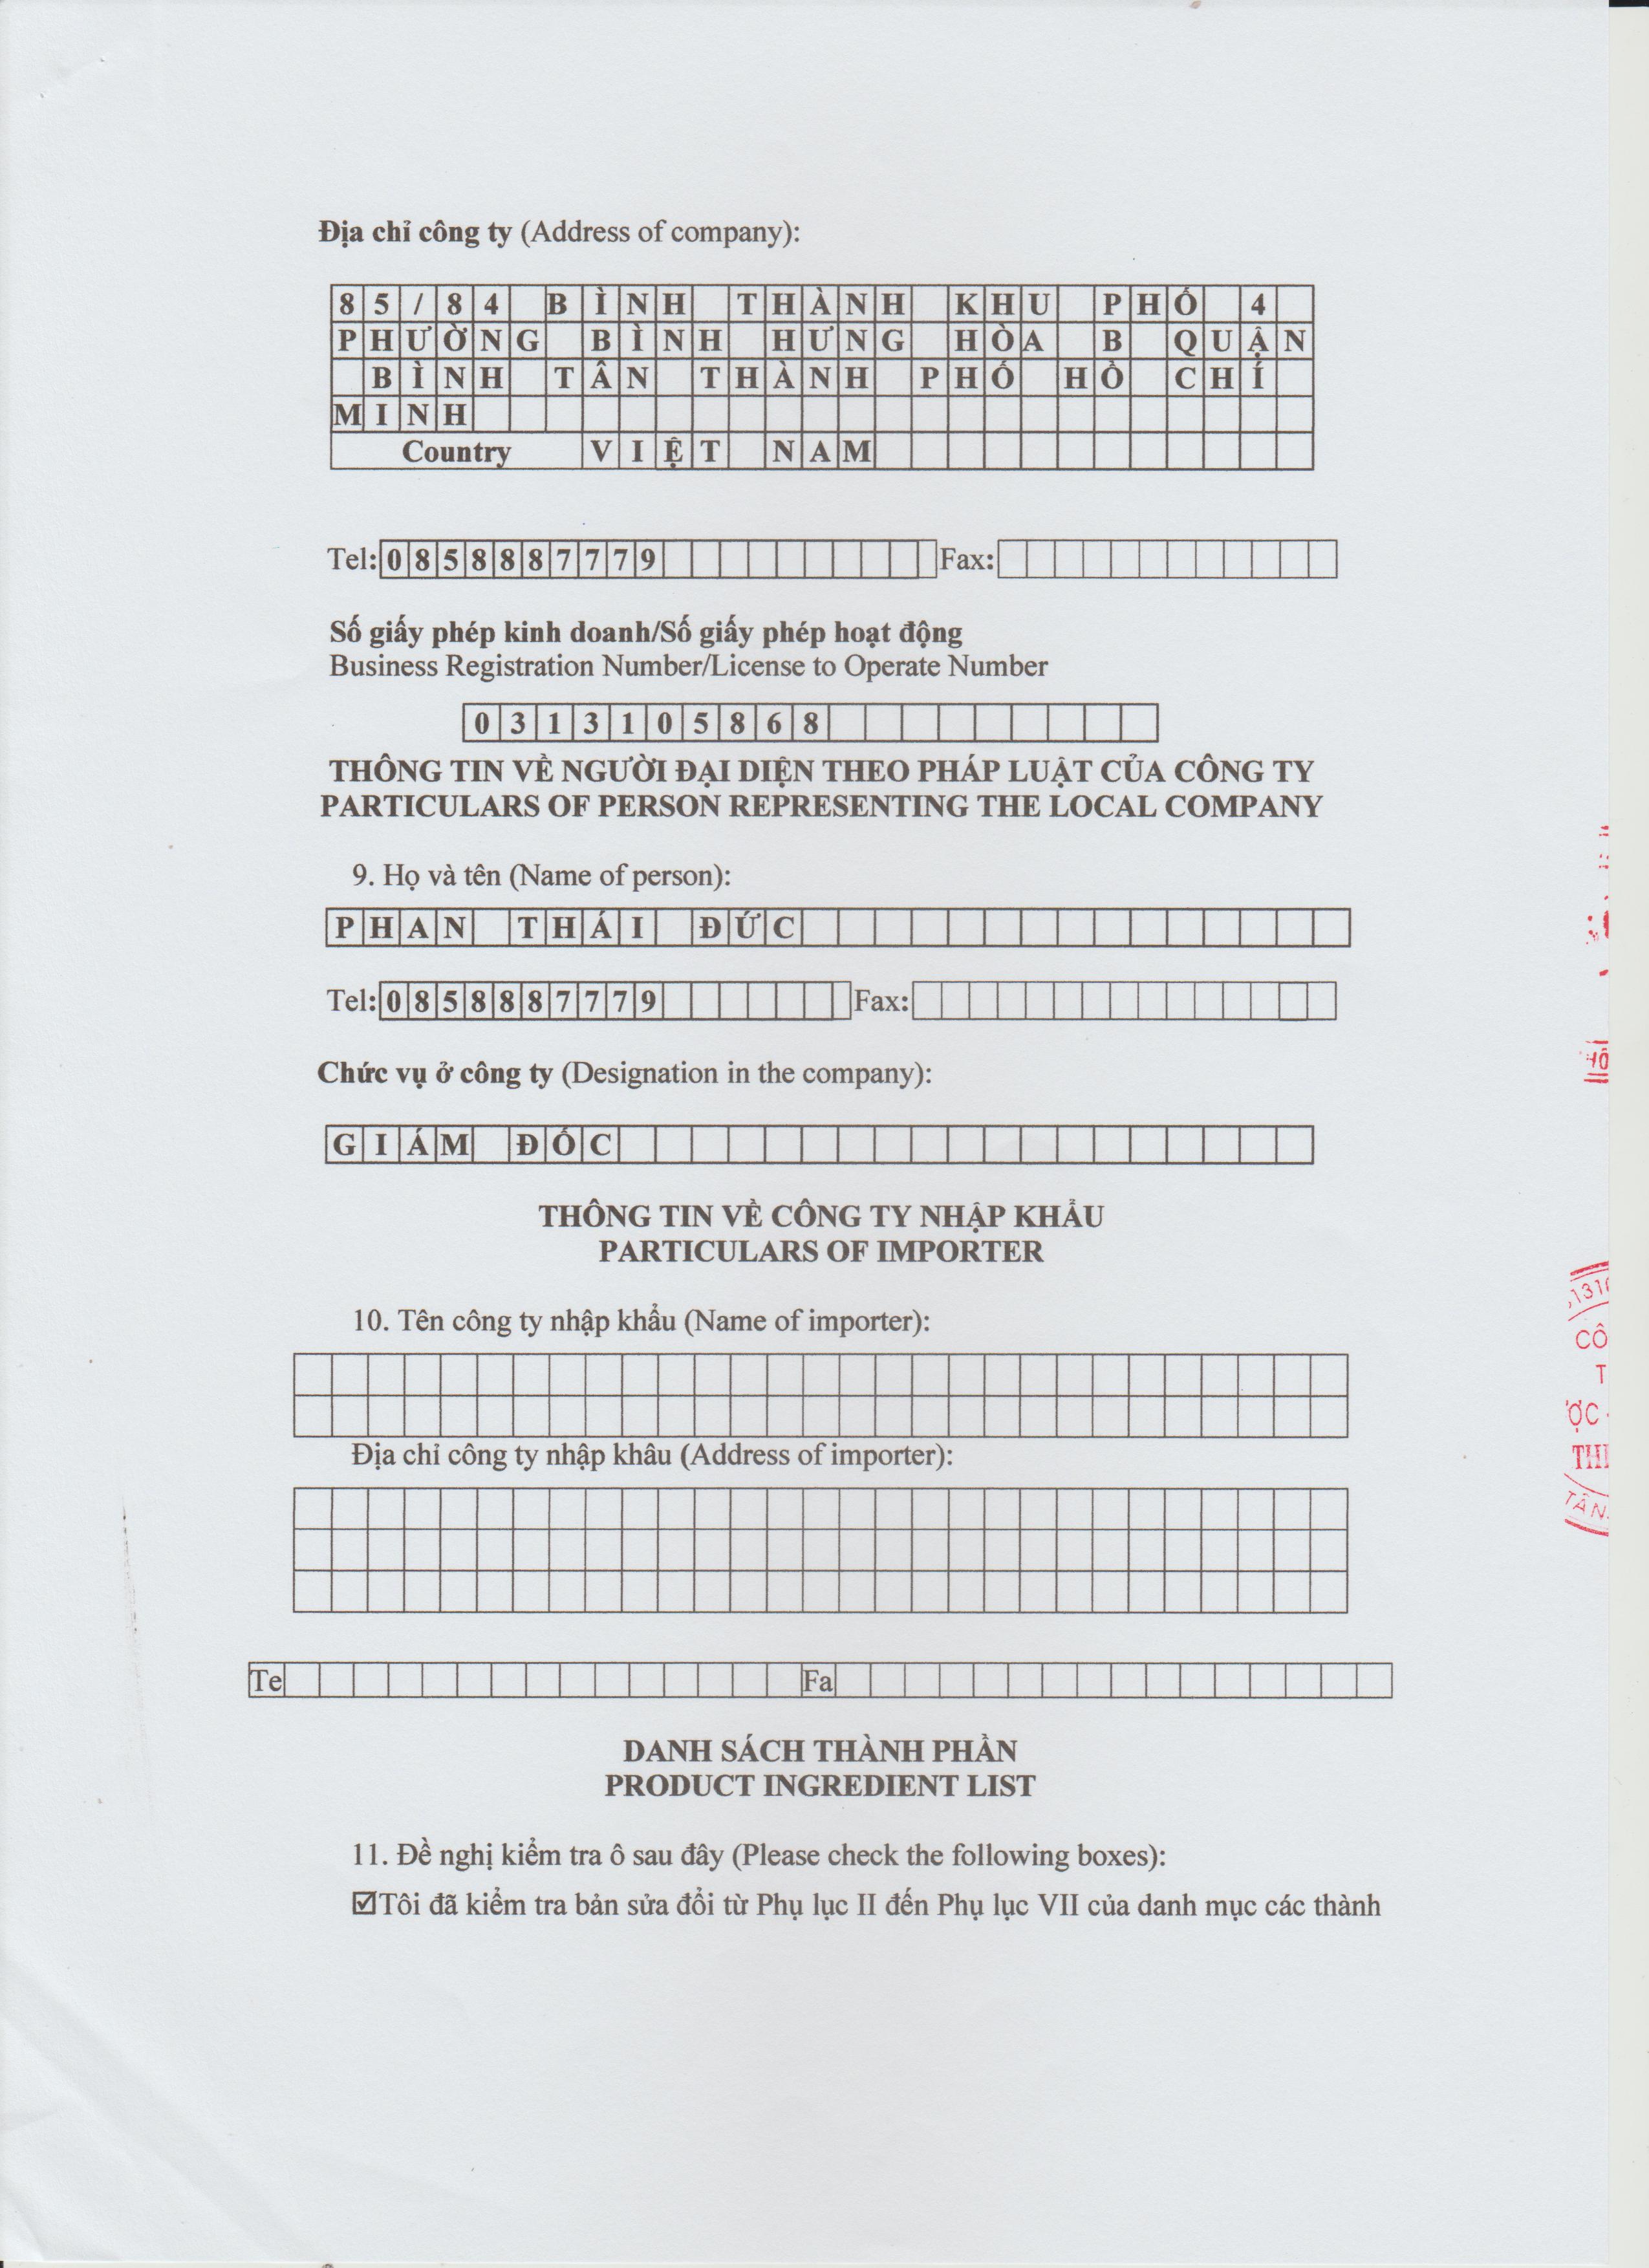 Địa chỉ công ty (Address of company):
85/84 BÌNH THÀNH KHU PHỐ 4
PHƯỜNG BÌNH HƯNG HÒA B QUẬN
BÌNH TÂN THÀNH PHỐ HỒ CHÍ
MINH
Country VIỆT NAM
Tel: 0858887779 Fax:
Số giấy phép kinh doanh/Số giấy phép hoạt động
Business Registration Number/License to Operate Number
0313105868
THÔNG TIN VỀ NGƯỜI ĐẠI DIỆN THEO PHÁP LUẬT CỦA CÔNG TY
PARTICULARS OF PERSON REPRESENTING THE LOCAL COMPANY
9. Họ và tên (Name of person):
PHAN THÁI ĐỨC
Tel: 0858887779 Fax:
Chức vụ ở công ty (Designation in the company):
GIÁM ĐỐC
THÔNG TIN VỀ CÔNG TY NHẬP KHẨU
PARTICULARS OF IMPORTER
10. Tên công ty nhập khẩu (Name of importer):
Địa chỉ công ty nhập khâu (Address of importer):
Te Fa
DANH SÁCH THÀNH PHẦN
PRODUCT INGREDIENT LIST
11. Đề nghị kiểm tra ô sau đây (Please check the following boxes):
☑Tôi đã kiểm tra bản sửa đổi từ Phụ lục II đến Phụ lục VII của danh mục các thành
CÔ
T
ỢC
TÂN